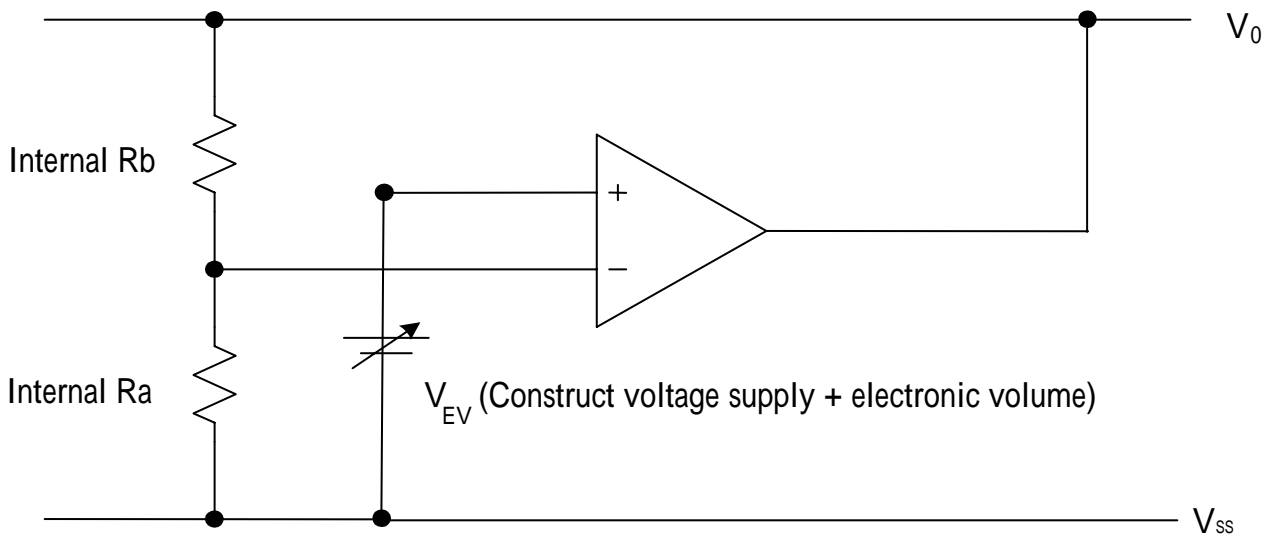 V0
Internal Rb
+
−
Internal Ra
VEV (Construct voltage supply + electronic volume)
Vss